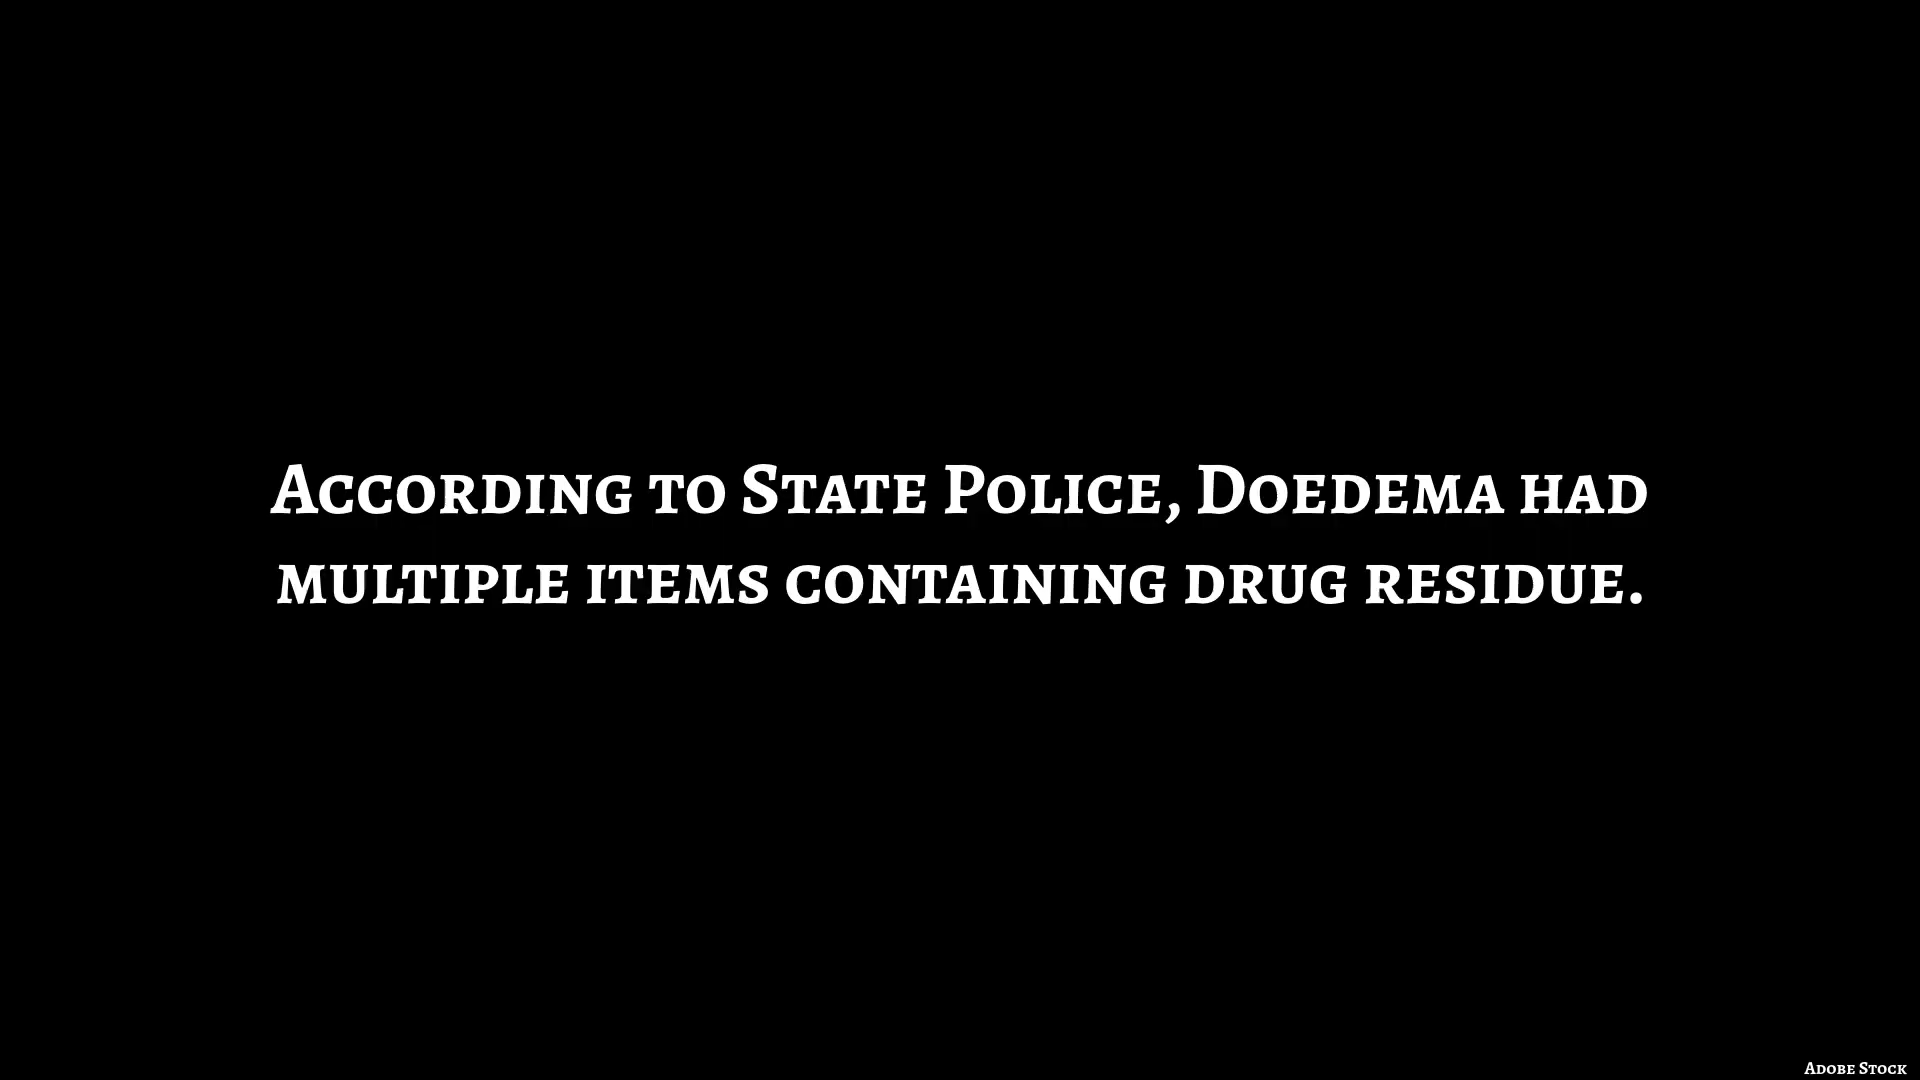 According to State Police, Doedema had
multiple items containing drug residue.
Adobe Stock